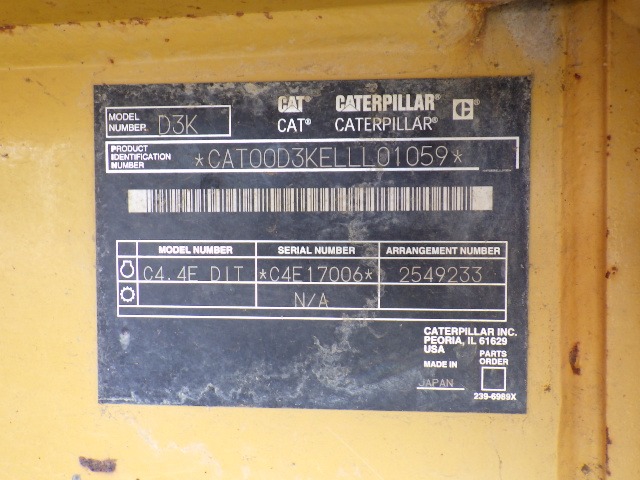 MODEL NUMBER D3K
CAT® CATERPILLAR® C®
CAT® CATERPILLAR®
PRODUCT IDENTIFICATION NUMBER *CAT00D3KELLL01059*
MODEL NUMBER SERIAL NUMBER ARRANGEMENT NUMBER
C4.4E DIT *C4E17006* 2549233
N/A
CATERPILLAR INC.
PEORIA, IL 61629
USA
PARTS ORDER
MADE IN
JAPAN
239-6989X